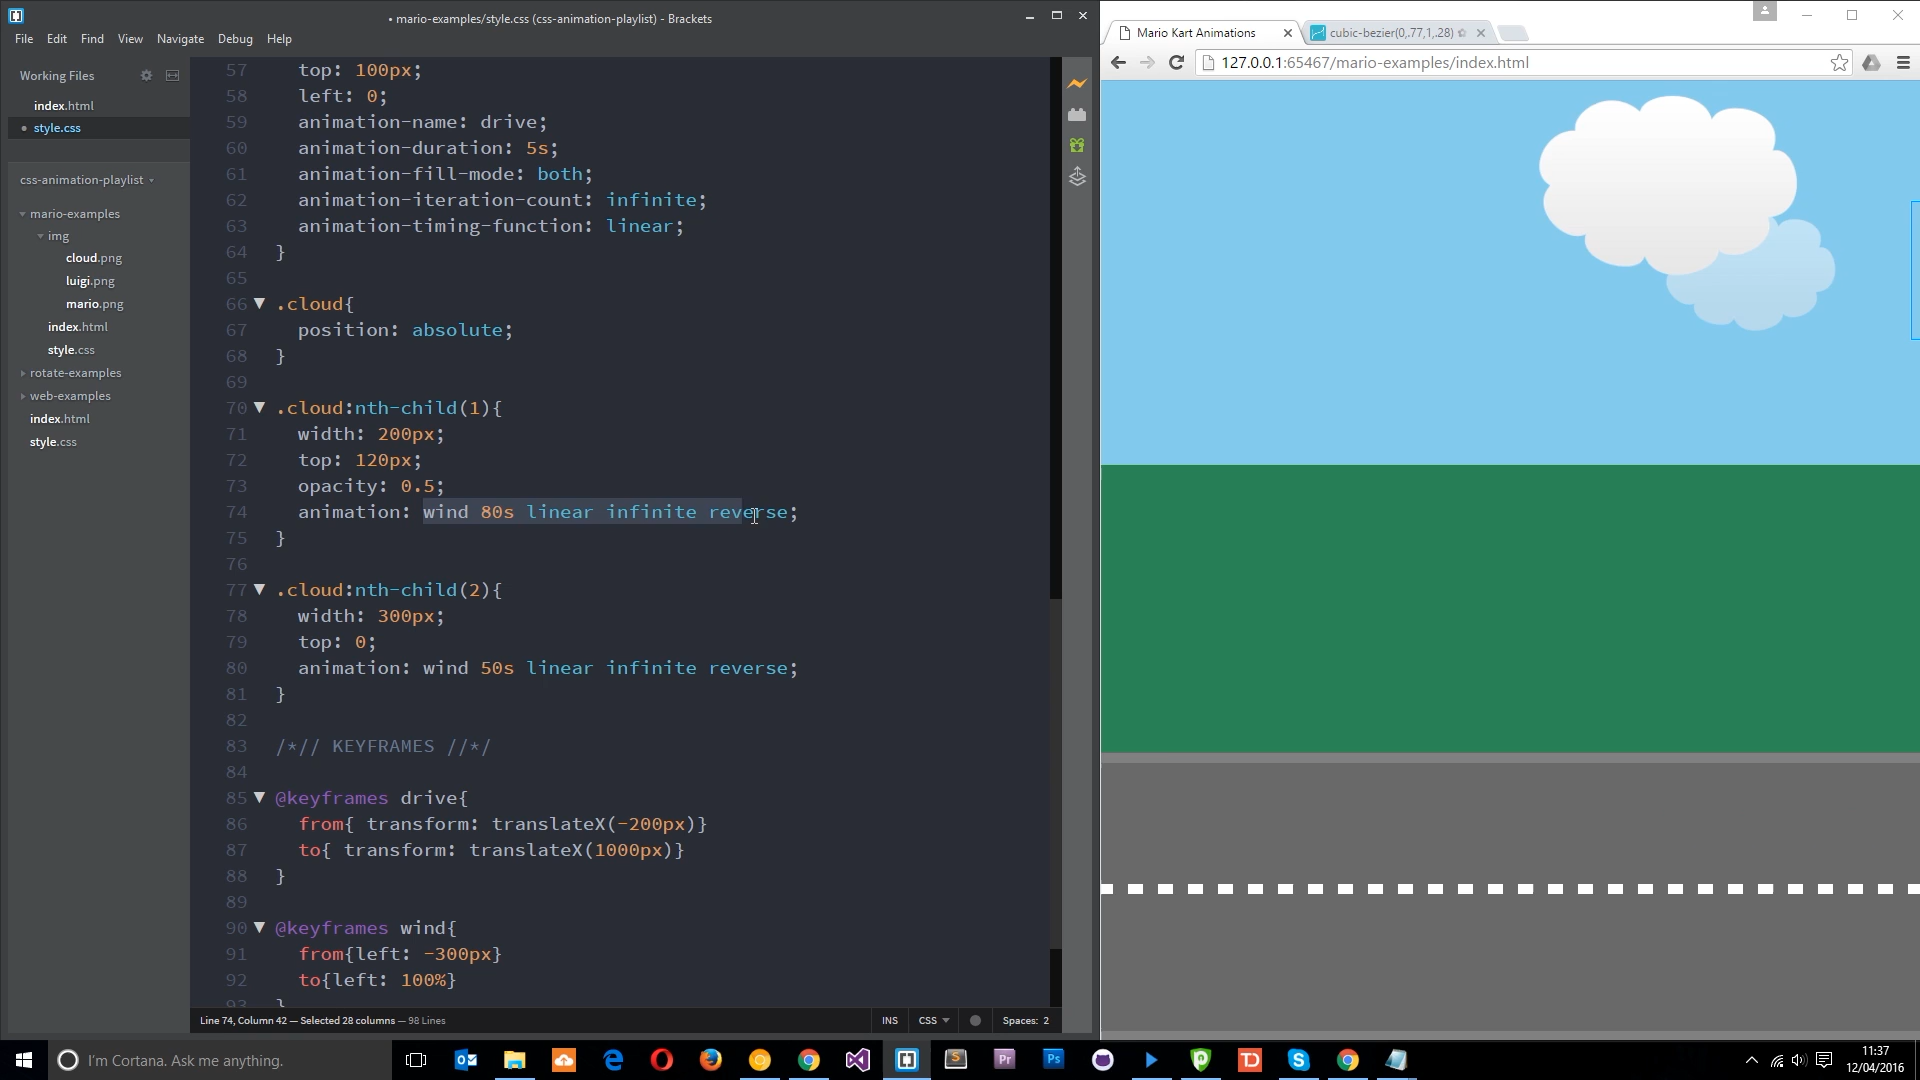 • mario-examples/style.css (css-animation-playlist) - Brackets
File Edit Find View Navigate Debug Help
Working Files
index.html
style.css
css-animation-playlist
mario-examples
img
cloud.png
luigi.png
mario.png
index.html
style.css
rotate-examples
web-examples
index.html
style.css
57 top: 100px;
58 left: 0;
59 animation-name: drive;
60 animation-duration: 5s;
61 animation-fill-mode: both;
62 animation-iteration-count: infinite;
63 animation-timing-function: linear;
64 }
65
66 .cloud{
67 position: absolute;
68 }
69
70 .cloud:nth-child(1){
71 width: 200px;
72 top: 120px;
73 opacity: 0.5;
74 animation: wind 80s linear infinite reverse;
75 }
76
77 .cloud:nth-child(2){
78 width: 300px;
79 top: 0;
80 animation: wind 50s linear infinite reverse;
81 }
82
83 /*// KEYFRAMES //*/
84
85 @keyframes drive{
86 from{ transform: translateX(-200px)}
87 to{ transform: translateX(1000px)}
88 }
89
90 @keyframes wind{
91 from{left: -300px}
92 to{left: 100%}
93 }
Line 74, Column 42 — Selected 28 columns — 98 Lines
INS CSS Spaces: 2
Mario Kart Animations
cubic-bezier(0,.77,1,.28)
127.0.0.1:65467/mario-examples/index.html
I'm Cortana. Ask me anything.
S
Pr
Ps
TD
11:37
12/04/2016